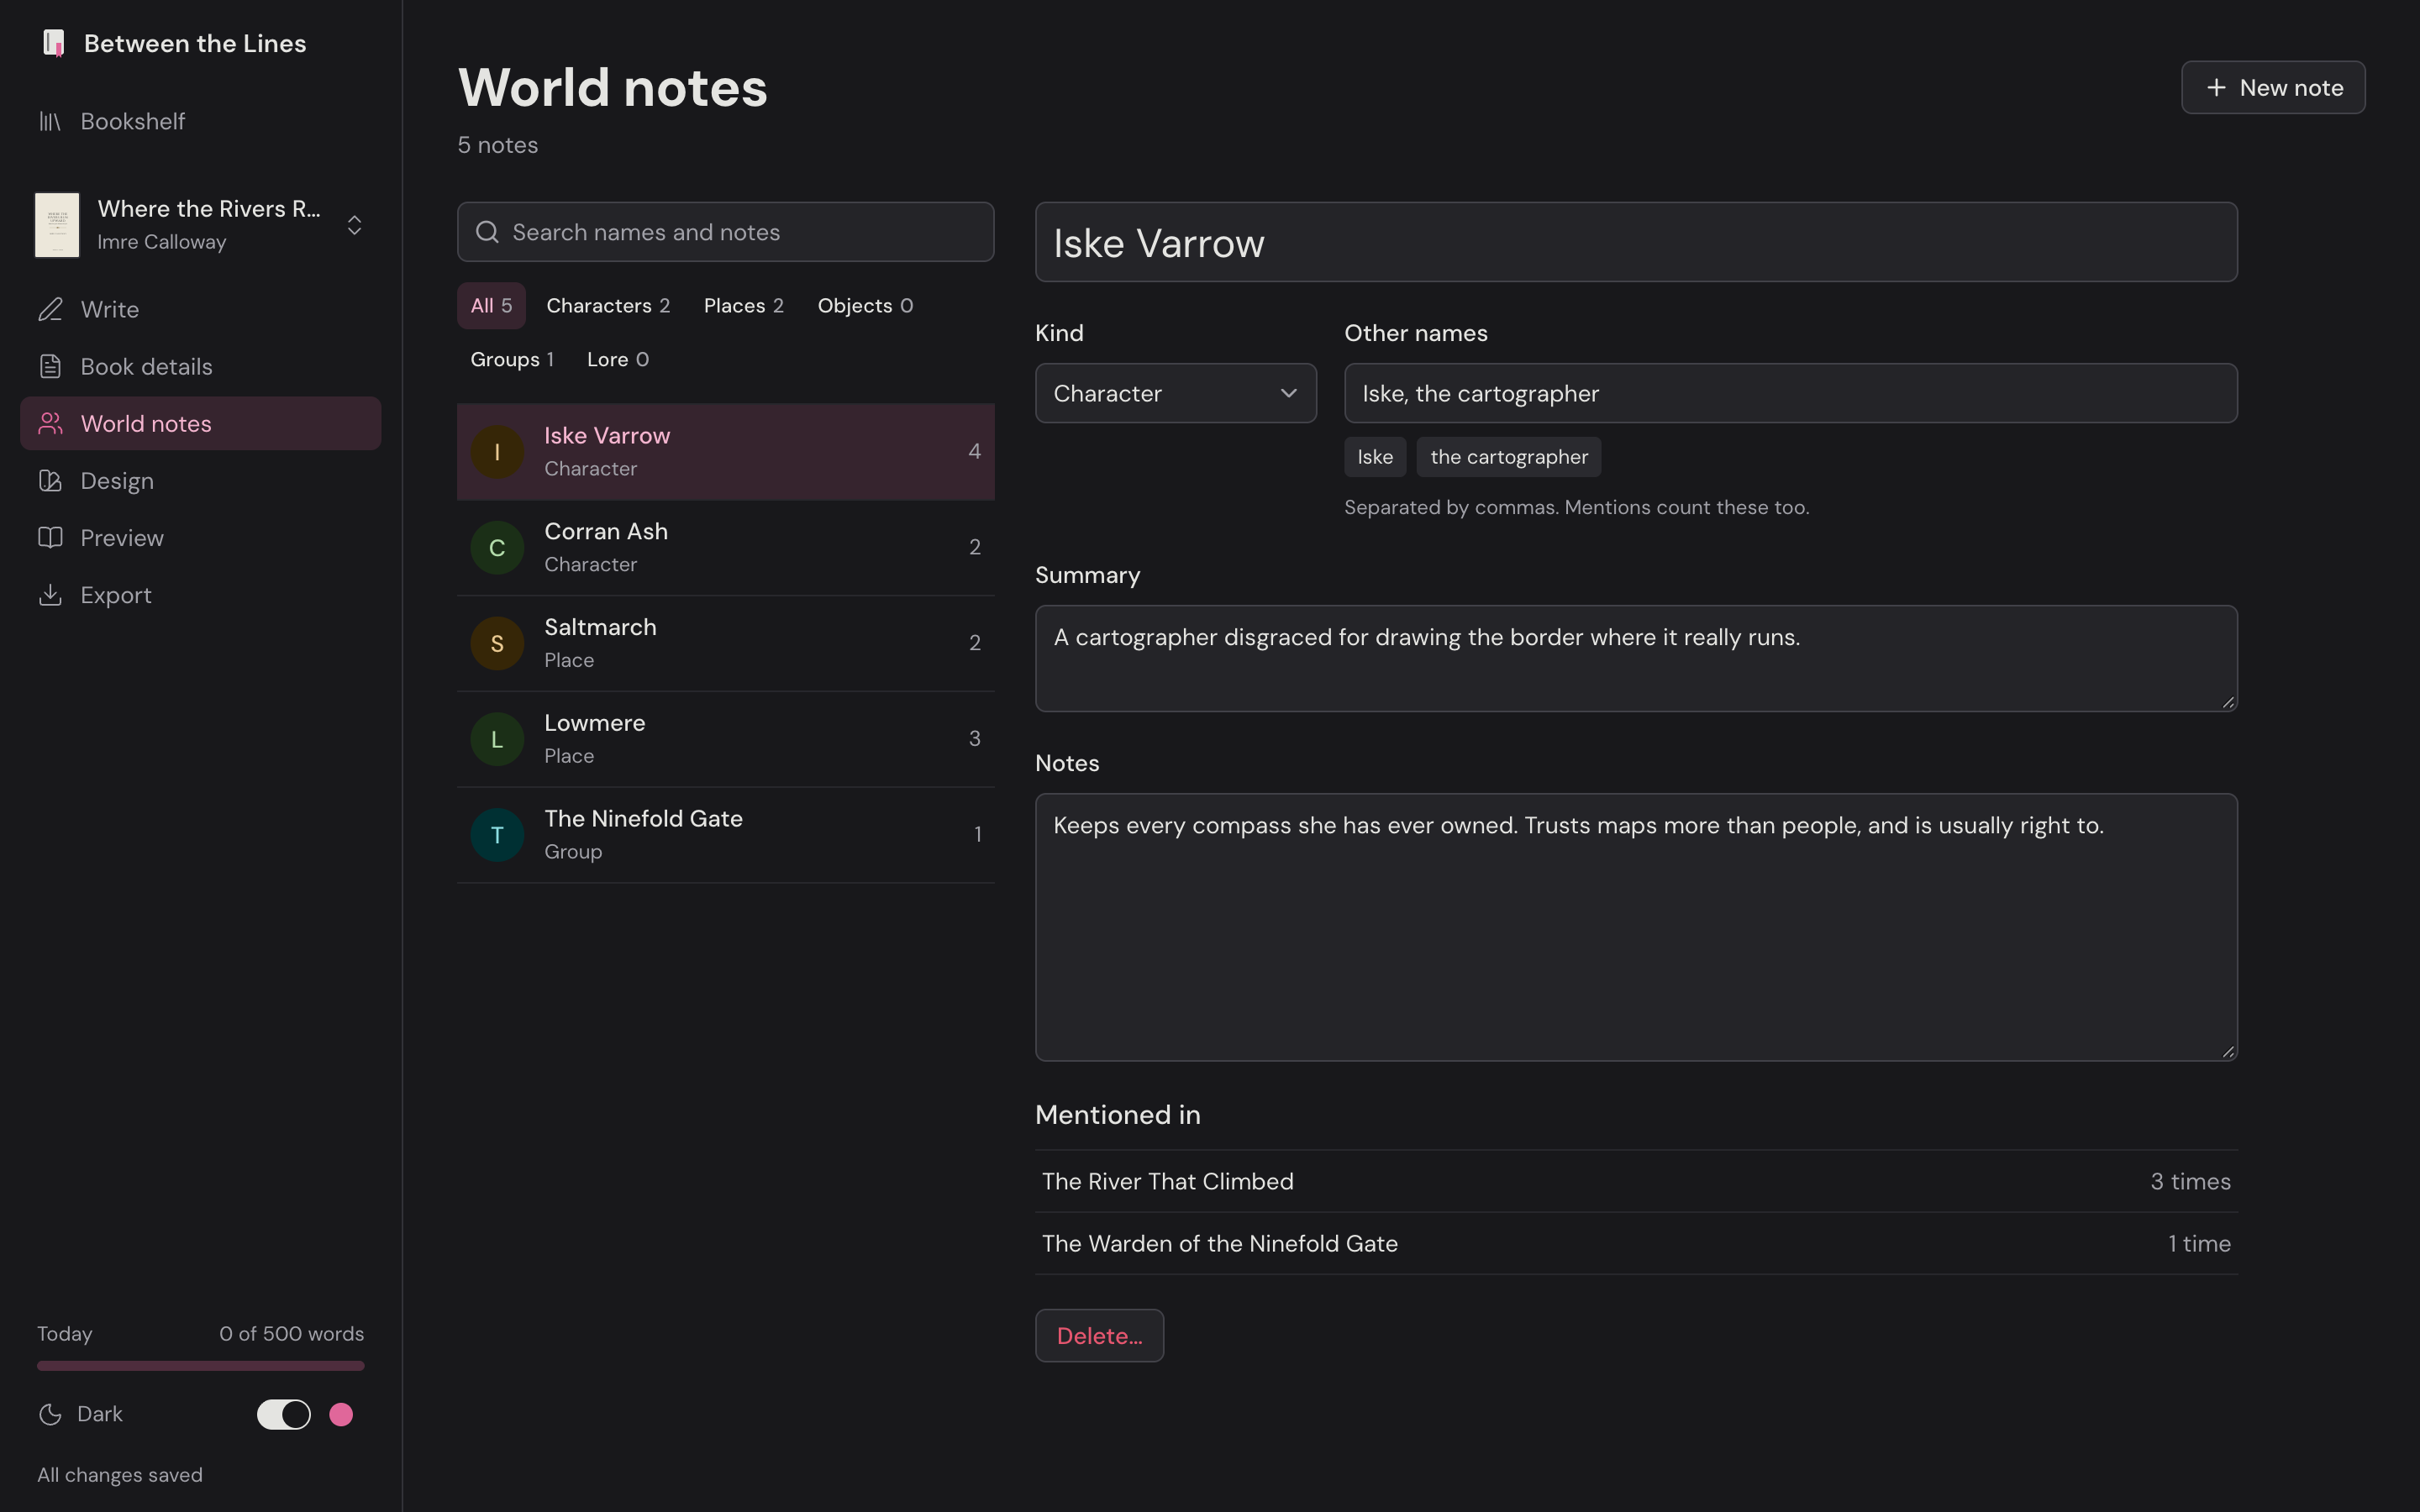 Between the Lines
Bookshelf
Where the Rivers R...
Imre Calloway
Write
Book details
World notes
Design
Preview
Export
Today 0 of 500 words
Dark
All changes saved
World notes
5 notes
New note
Search names and notes
All 5 Characters 2 Places 2 Objects 0
Groups 1 Lore 0
I Iske Varrow 4
Character
C Corran Ash 2
Character
S Saltmarch 2
Place
L Lowmere 3
Place
T The Ninefold Gate 1
Group
Iske Varrow
Kind Other names
Character Iske, the cartographer
Iske the cartographer
Separated by commas. Mentions count these too.
Summary
A cartographer disgraced for drawing the border where it really runs.
Notes
Keeps every compass she has ever owned. Trusts maps more than people, and is usually right to.
Mentioned in
The River That Climbed 3 times
The Warden of the Ninefold Gate 1 time
Delete...